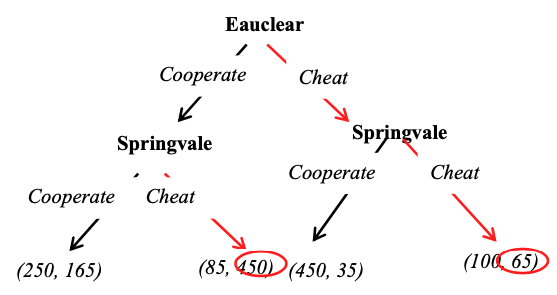 Eauclear
Cooperate Cheat
Springvale Springvale
Cooperate Cheat Cooperate Cheat
(250, 165) (85, 450) (450, 35) (100, 65)